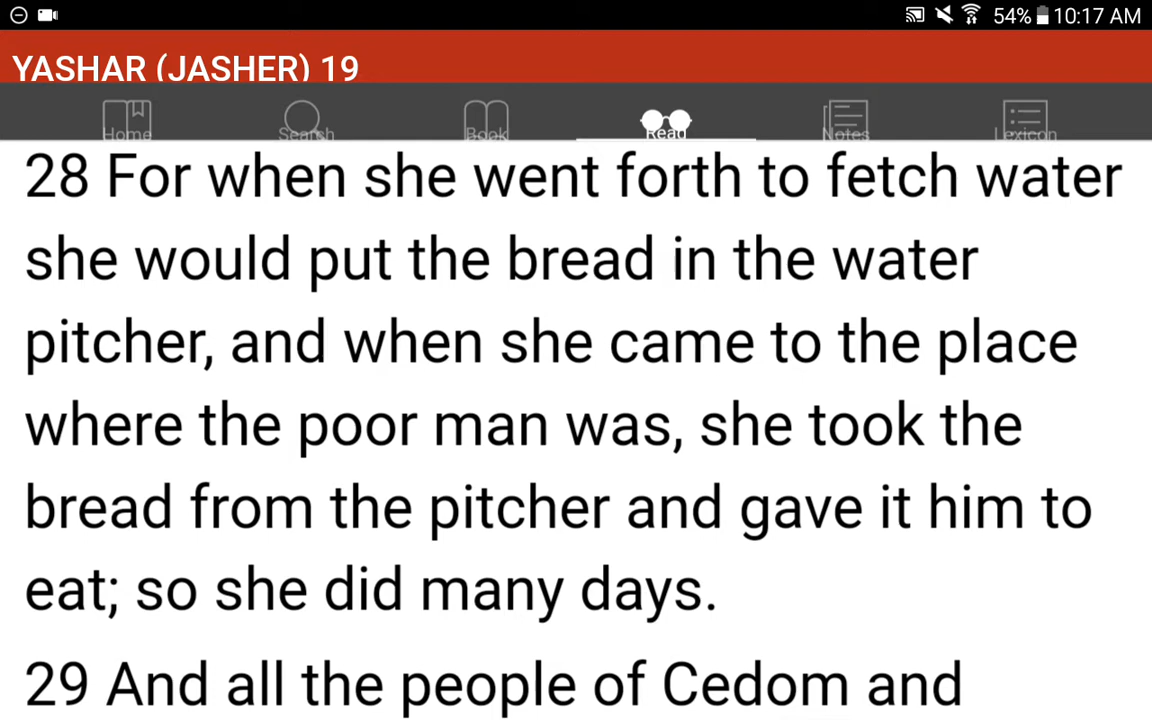 54% 10:17 AM
YASHAR (JASHER) 19
Home Search Book Read Notes Lexicon
28 For when she went forth to fetch water
she would put the bread in the water
pitcher, and when she came to the place
where the poor man was, she took the
bread from the pitcher and gave it him to
eat; so she did many days.
29 And all the people of Cedom and